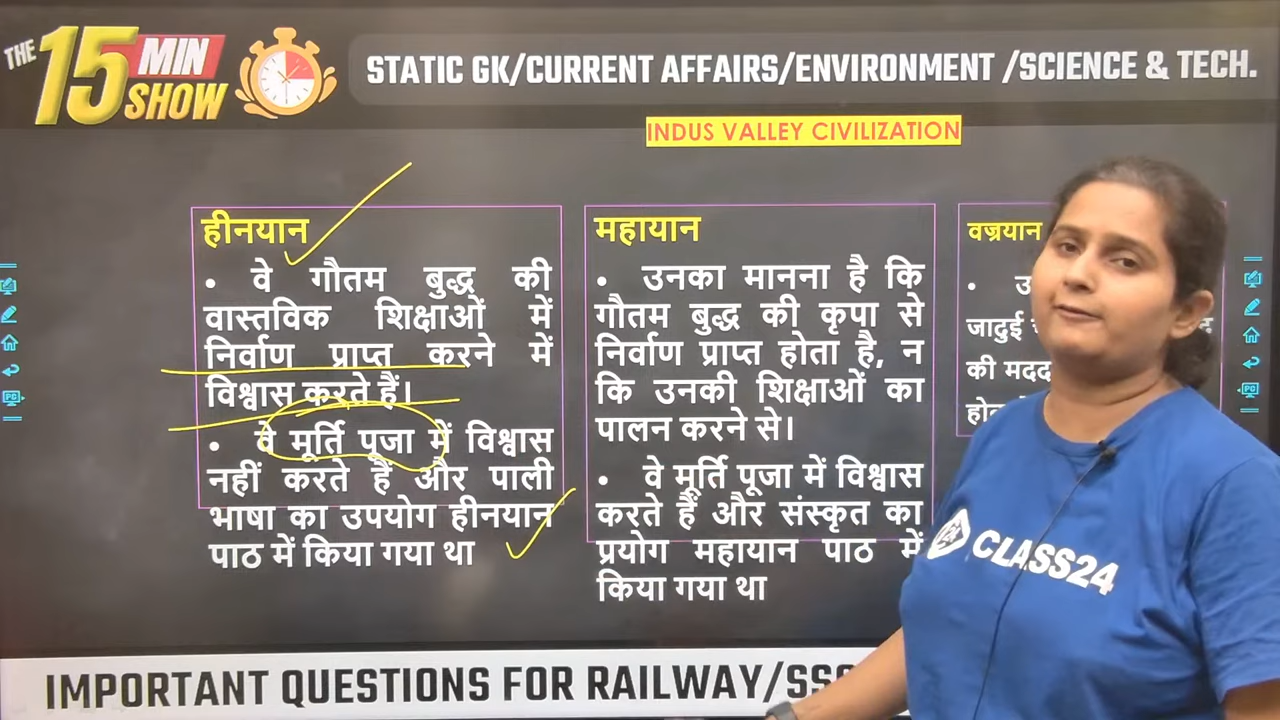 THE 15 MIN SHOW
STATIC GK/CURRENT AFFAIRS/ENVIRONMENT /SCIENCE & TECH.
INDUS VALLEY CIVILIZATION
हीनयान
• वे गौतम बुद्ध की
वास्तविक शिक्षाओं में
निर्वाण प्राप्त करने में
विश्वास करते हैं।
• वे मूर्ति पूजा में विश्वास
नहीं करते हैं और पाली
भाषा का उपयोग हीनयान
पाठ में किया गया था
महायान
• उनका मानना है कि
गौतम बुद्ध की कृपा से
निर्वाण प्राप्त होता है, न
कि उनकी शिक्षाओं का
पालन करने से।
• वे मूर्ति पूजा में विश्वास
करते हैं और संस्कृत का
प्रयोग महायान पाठ में
किया गया था
वज्रयान
•
जादुई
की मदद
CLASS24
IMPORTANT QUESTIONS FOR RAILWAY/